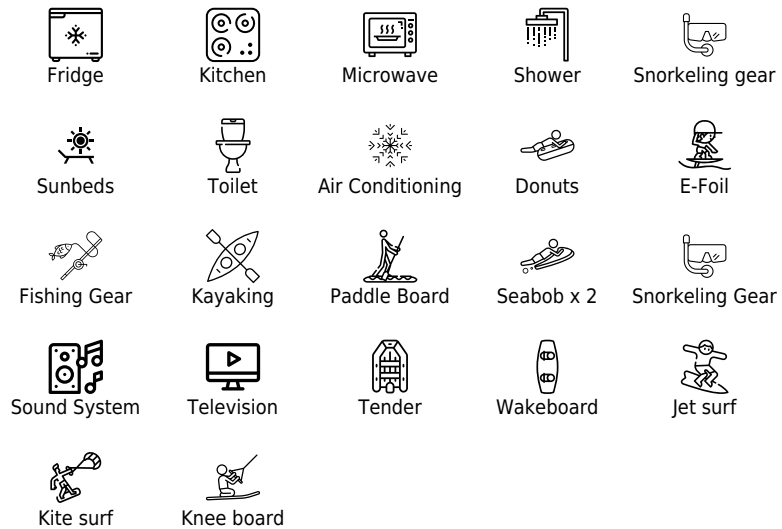 Fridge
Kitchen
Microwave
Shower
Snorkeling gear
Sunbeds
Toilet
Air Conditioning
Donuts
E-Foil
Fishing Gear
Kayaking
Paddle Board
Seabob x 2
Snorkeling Gear
Sound System
Television
Tender
Wakeboard
Jet surf
Kite surf
Knee board